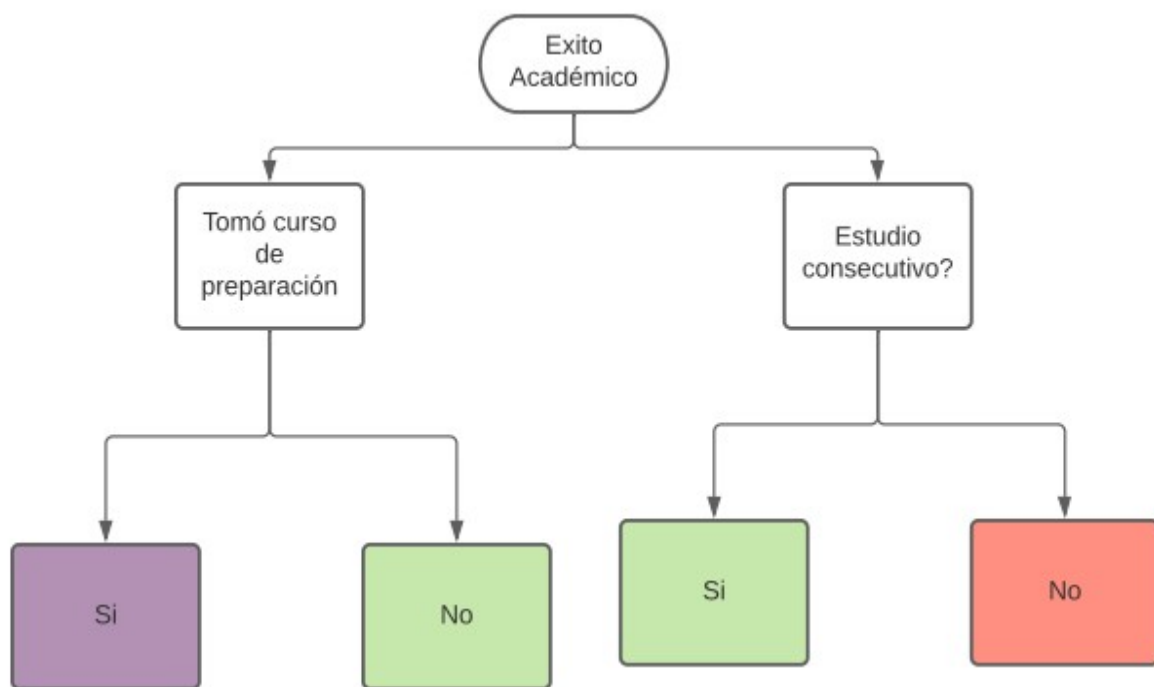 Exito
Académico
Tomó curso
de
preparación
Estudio
consecutivo?
Si
No
Si
No